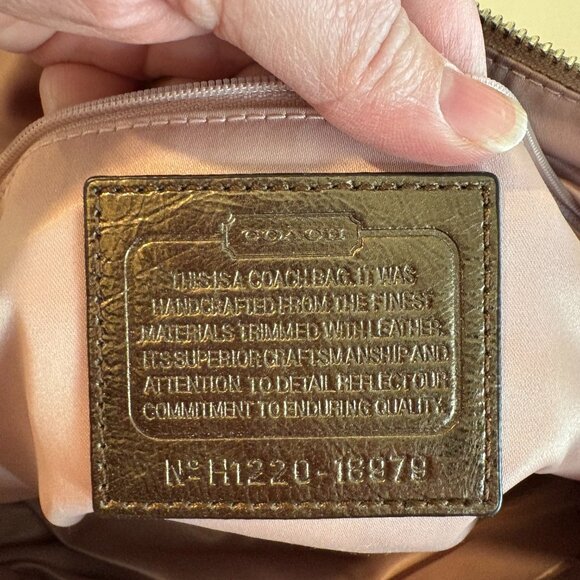 COACH
THIS IS A COACH BAG. IT WAS
HANDCRAFTED FROM THE FINEST
MATERIALS TRIMMED WITH LEATHER.
ITS SUPERIOR CRAFTSMANSHIP AND
ATTENTION TO DETAIL REFLECT OUR
COMMITMENT TO ENDURING QUALITY.
Nº H1220-18979